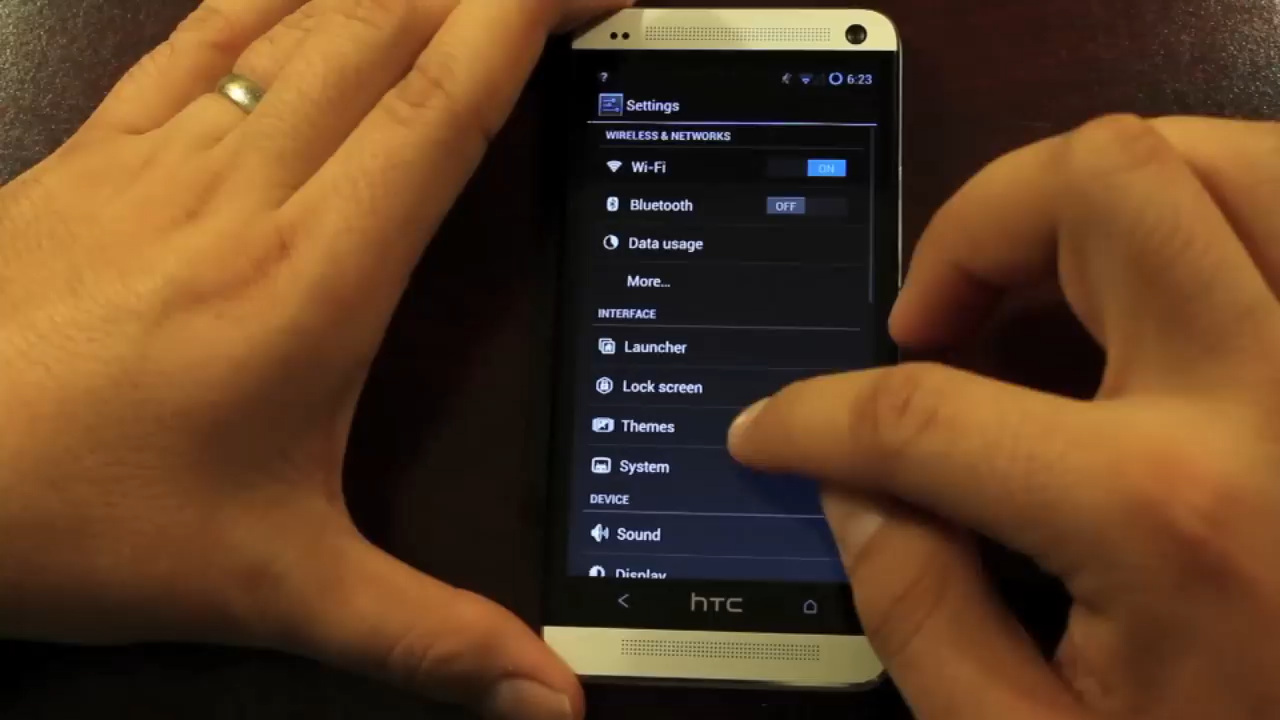 ? 6:23
Settings
WIRELESS & NETWORKS
Wi-Fi ON
Bluetooth OFF
Data usage
More...
INTERFACE
Launcher
Lock screen
Themes
System
DEVICE
Sound
Display
hTC